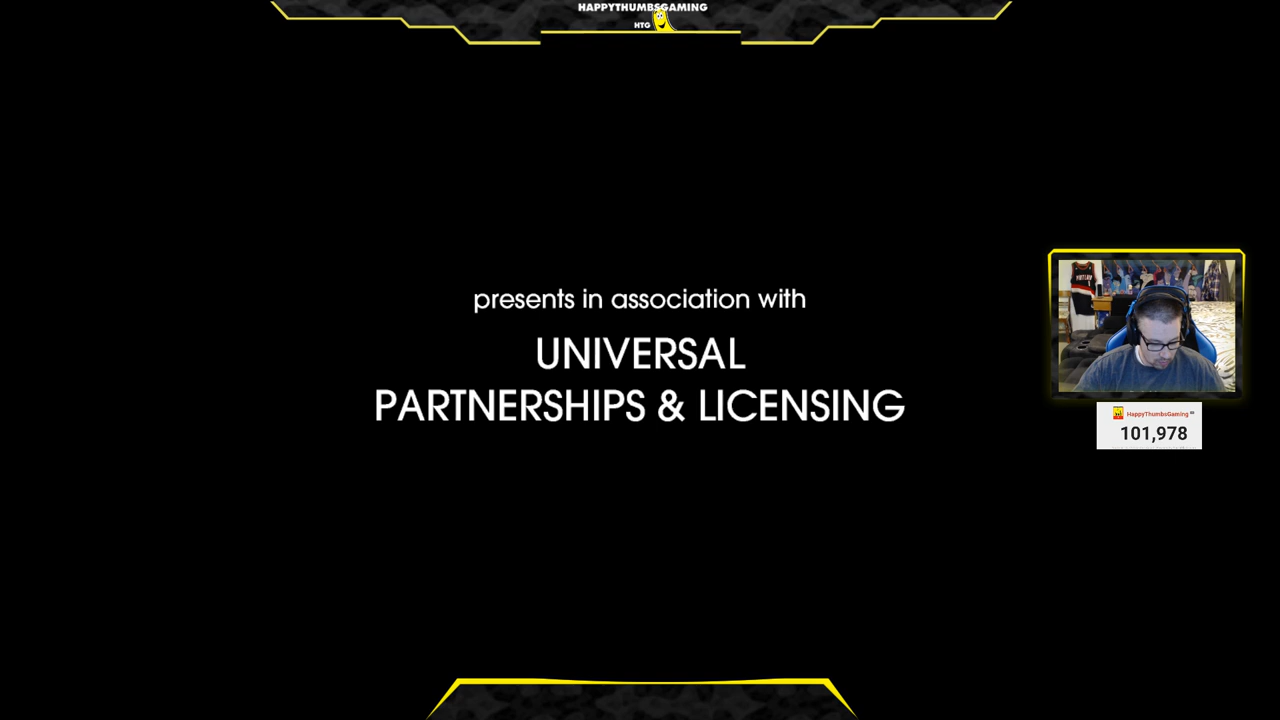 HAPPYTHUMBSGAMING
HTG
presents in association with
UNIVERSAL
PARTNERSHIPS & LICENSING
HappyThumbsGaming
101,978